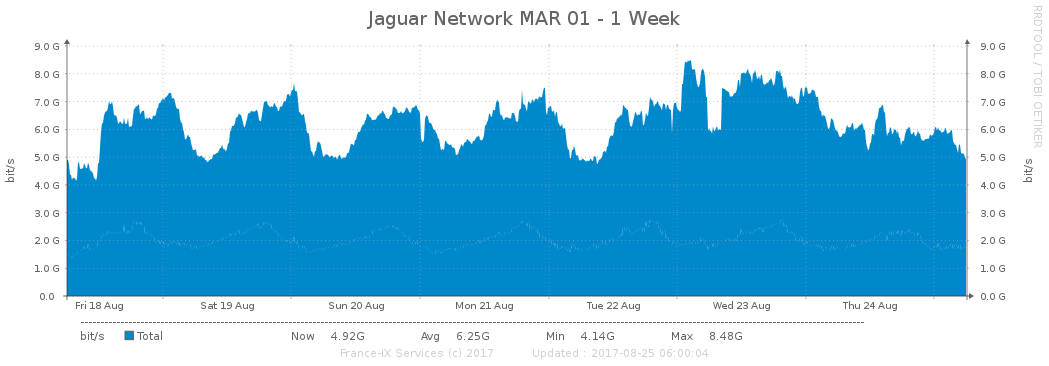 Jaguar Network MAR 01 - 1 Week
RRDTOOL / TOBI OETIKER
bit/s
9.0 G 9.0 G
8.0 G 8.0 G
7.0 G 7.0 G
6.0 G 6.0 G
5.0 G 5.0 G
4.0 G 4.0 G
3.0 G 3.0 G
2.0 G 2.0 G
1.0 G 1.0 G
0.0 0.0 G
bit/s
Fri 18 Aug Sat 19 Aug Sun 20 Aug Mon 21 Aug Tue 22 Aug Wed 23 Aug Thu 24 Aug
bit/s Total Now 4.92G Avg 6.25G Min 4.14G Max 8.48G
France-IX Services (c) 2017 Updated : 2017-08-25 06:00:04